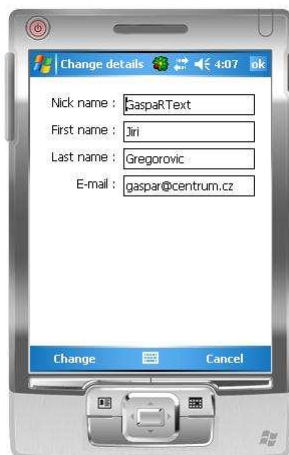 Change details 4:07 ok
Nick name : GaspaRText
First name : Jiri
Last name : Gregorovic
E-mail : gaspar@centrum.cz
Change Cancel